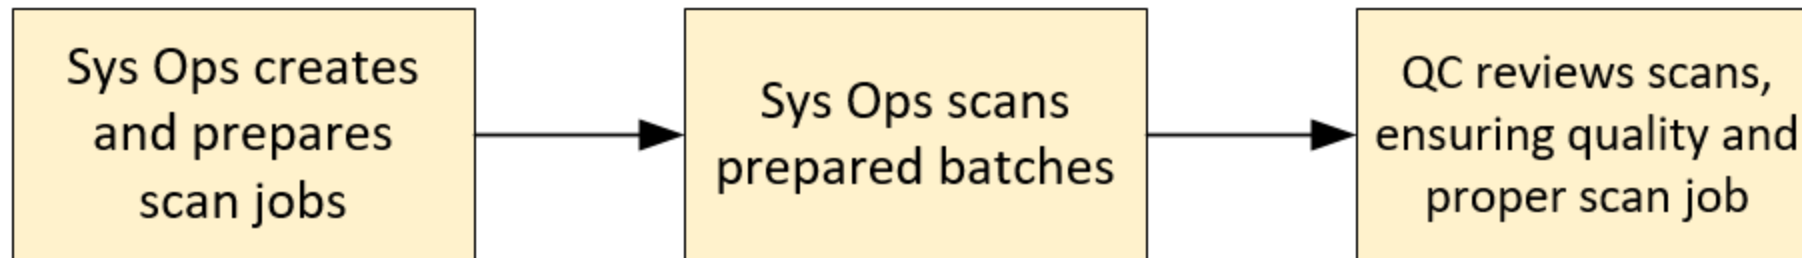 Sys Ops creates
and prepares
scan jobs
Sys Ops scans
prepared batches
QC reviews scans,
ensuring quality and
proper scan job